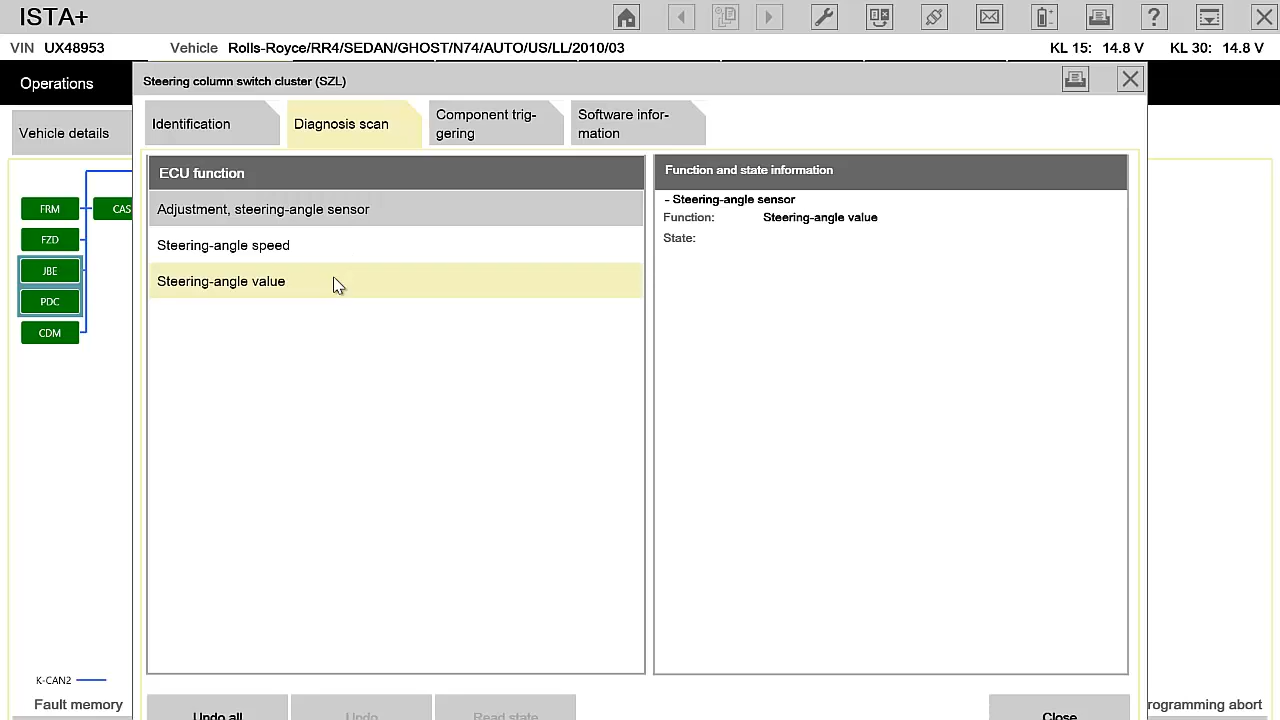 ISTA+
VIN UX48953 Vehicle Rolls-Royce/RR4/SEDAN/GHOST/N74/AUTO/US/LL/2010/03 KL 15: 14.8 V KL 30: 14.8 V
Operations
Steering column switch cluster (SZL)
Vehicle details
Identification
Diagnosis scan
Component trig-
gering
Software infor-
mation
ECU function
Adjustment, steering-angle sensor
Steering-angle speed
Steering-angle value
Function and state information
- Steering-angle sensor
Function: Steering-angle value
State:
FRM
CAS
FZD
JBE
PDC
CDM
K-CAN2
Fault memory
Undo all
Undo
Read state
Close
rogramming abort